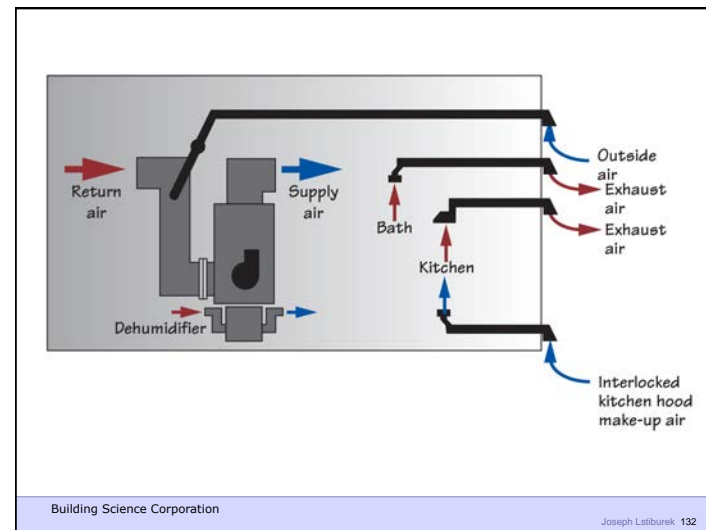 Return
air
Supply
air
Dehumidifier
Bath
Kitchen
Outside
air
Exhaust
air
Exhaust
air
Interlocked
kitchen hood
make-up air
Building Science Corporation
Joseph Lstiburek 132